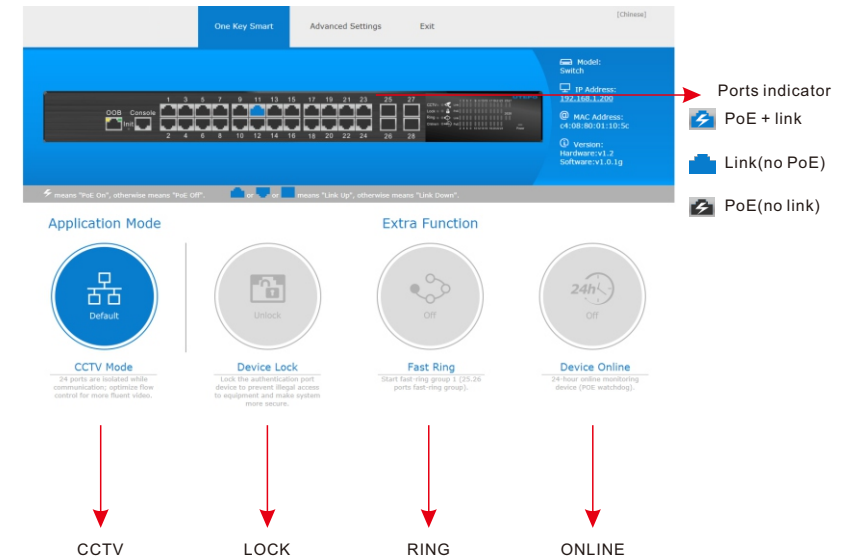 [Chinese]
One Key Smart Advanced Settings Exit
Model:
Switch
IP Address:
192.168.1.200
MAC Address:
c4:08:80:01:10:5c
Version:
Hardware:v1.2
Software:v1.0.1g
1 3 5 7 9 11 13 15 17 19 21 23 25 27
OOB Console
Init
2 4 6 8 10 12 14 16 18 20 22 24 26 28
Ports indicator
PoE + link
Link(no PoE)
PoE(no link)
means "PoE On", otherwise means "PoE Off". or or means "Link Up", otherwise means "Link Down".
Application Mode Extra Function
Default
Unlock
Off
24h
Off
CCTV Mode
24 ports are isolated while
communication; optimize flow
control for more fluent video.
Device Lock
Lock the authentication port
device to prevent illegal access
to equipment and make system
more secure.
Fast Ring
Start fast-ring group 1 (25.26
ports fast-ring group).
Device Online
24-hour online monitoring
device (POE watchdog).
CCTV LOCK RING ONLINE